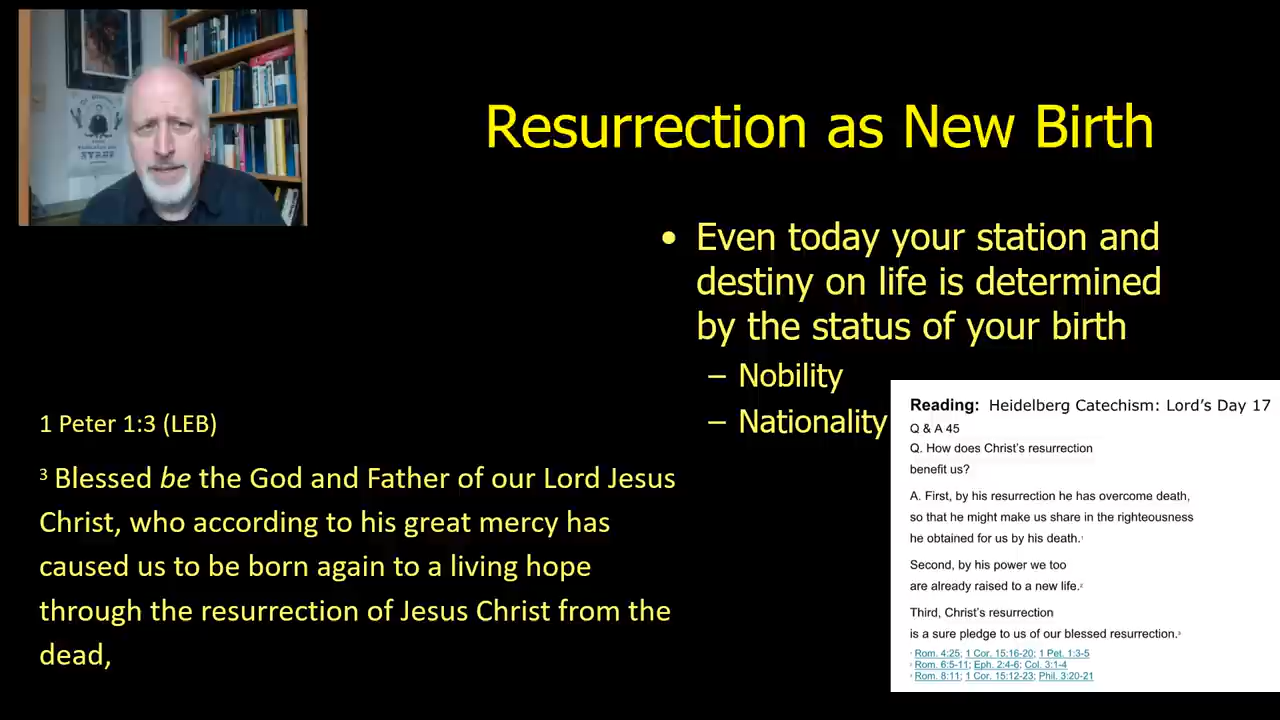 Resurrection as New Birth
• Even today your station and
destiny on life is determined
by the status of your birth
– Nobility
– Nationality
1 Peter 1:3 (LEB)
3 Blessed be the God and Father of our Lord Jesus
Christ, who according to his great mercy has
caused us to be born again to a living hope
through the resurrection of Jesus Christ from the
dead,
Reading: Heidelberg Catechism: Lord's Day 17
Q & A 45
Q. How does Christ's resurrection
benefit us?
A. First, by his resurrection he has overcome death,
so that he might make us share in the righteousness
he obtained for us by his death.1
Second, by his power we too
are already raised to a new life.2
Third, Christ's resurrection
is a sure pledge to us of our blessed resurrection.3
1 Rom. 4:25; 1 Cor. 15:16-20; 1 Pet. 1:3-5
2 Rom. 6:5-11; Eph. 2:4-6; Col. 3:1-4
3 Rom. 8:11; 1 Cor. 15:12-23; Phil. 3:20-21